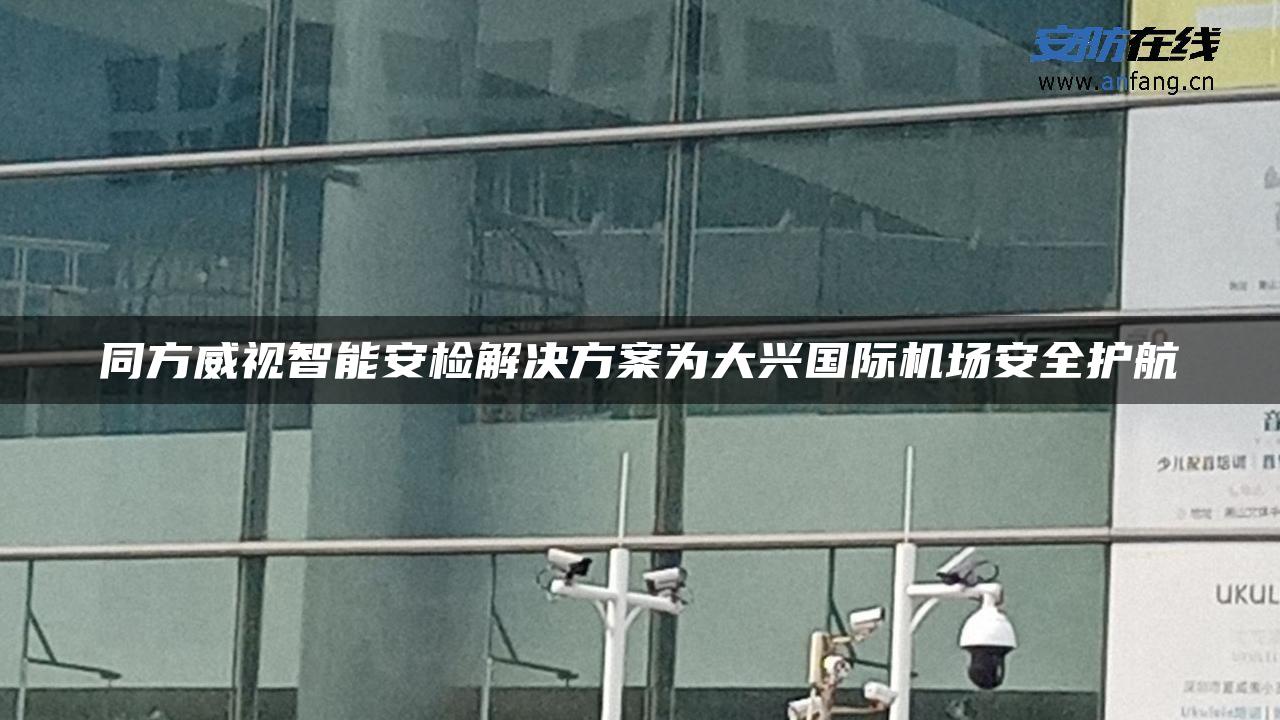 安防在线
www.anfang.cn
同方威视智能安检解决方案为大兴国际机场安全护航
音
少儿配音培训
UKUL